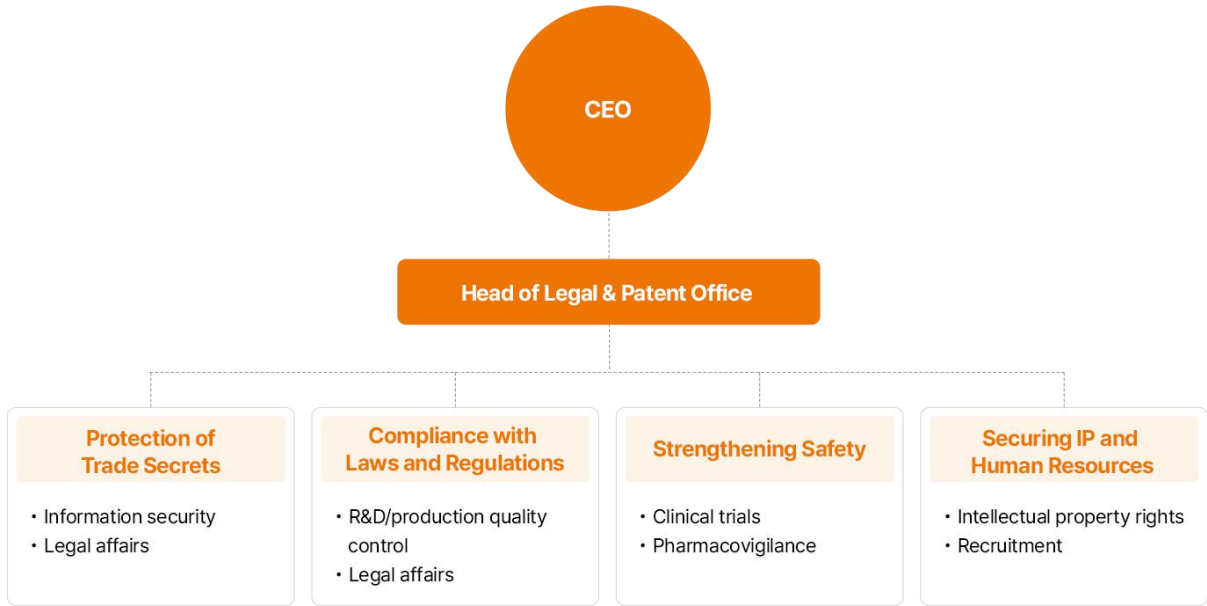 CEO
Head of Legal & Patent Office
Protection of
Trade Secrets
・Information security
・Legal affairs
Compliance with
Laws and Regulations
・R&D/production quality
control
・Legal affairs
Strengthening Safety
・Clinical trials
・Pharmacovigilance
Securing IP and
Human Resources
・Intellectual property rights
・Recruitment